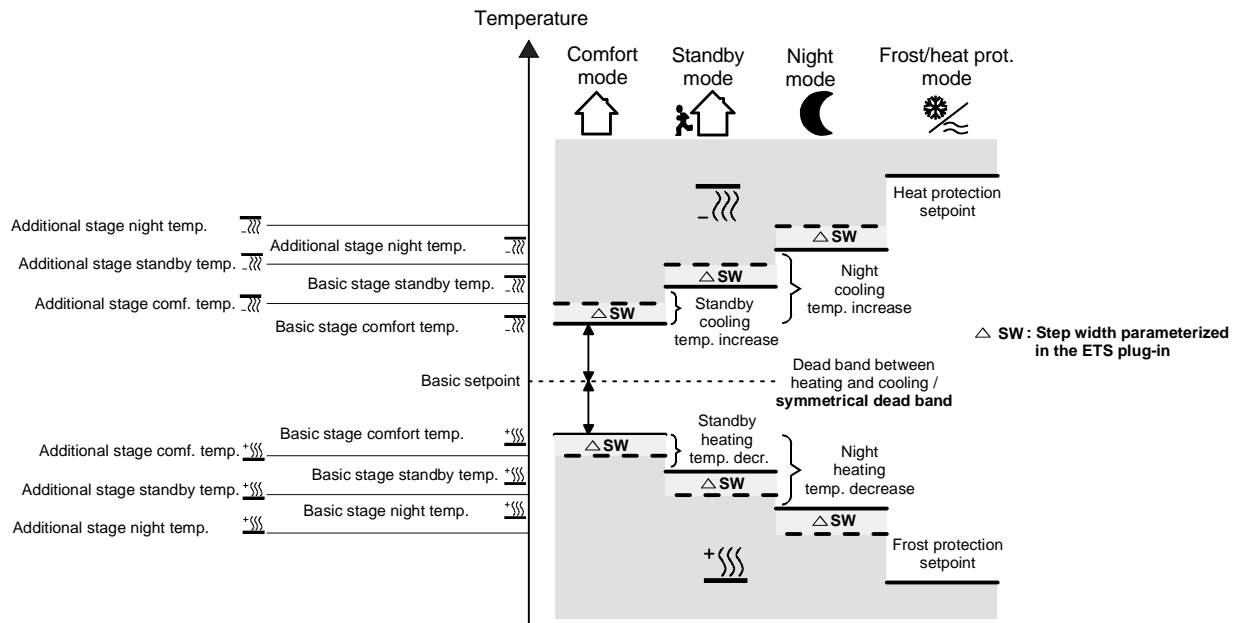 Temperature
Comfort
mode
Standby
mode
Night
mode
Frost/heat prot.
mode
Heat protection
setpoint
Additional stage night temp.
Additional stage night temp.
Additional stage standby temp.
Basic stage standby temp.
Additional stage comf. temp.
Basic stage comfort temp.
△ SW
△ SW
△ SW
Standby
cooling
temp. increase
Night
cooling
temp. increase
△ SW : Step width parameterized
in the ETS plug-in
Basic setpoint
Dead band between
heating and cooling /
symmetrical dead band
Basic stage comfort temp.
Additional stage comf. temp.
Basic stage standby temp.
Additional stage standby temp.
Basic stage night temp.
Additional stage night temp.
△ SW
△ SW
△ SW
Standby
heating
temp. decr.
Night
heating
temp. decrease
Frost protection
setpoint